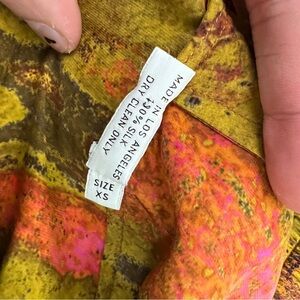 MADE IN LOS ANGELES
100% SILK
DRY CLEAN ONLY
SIZE
XS